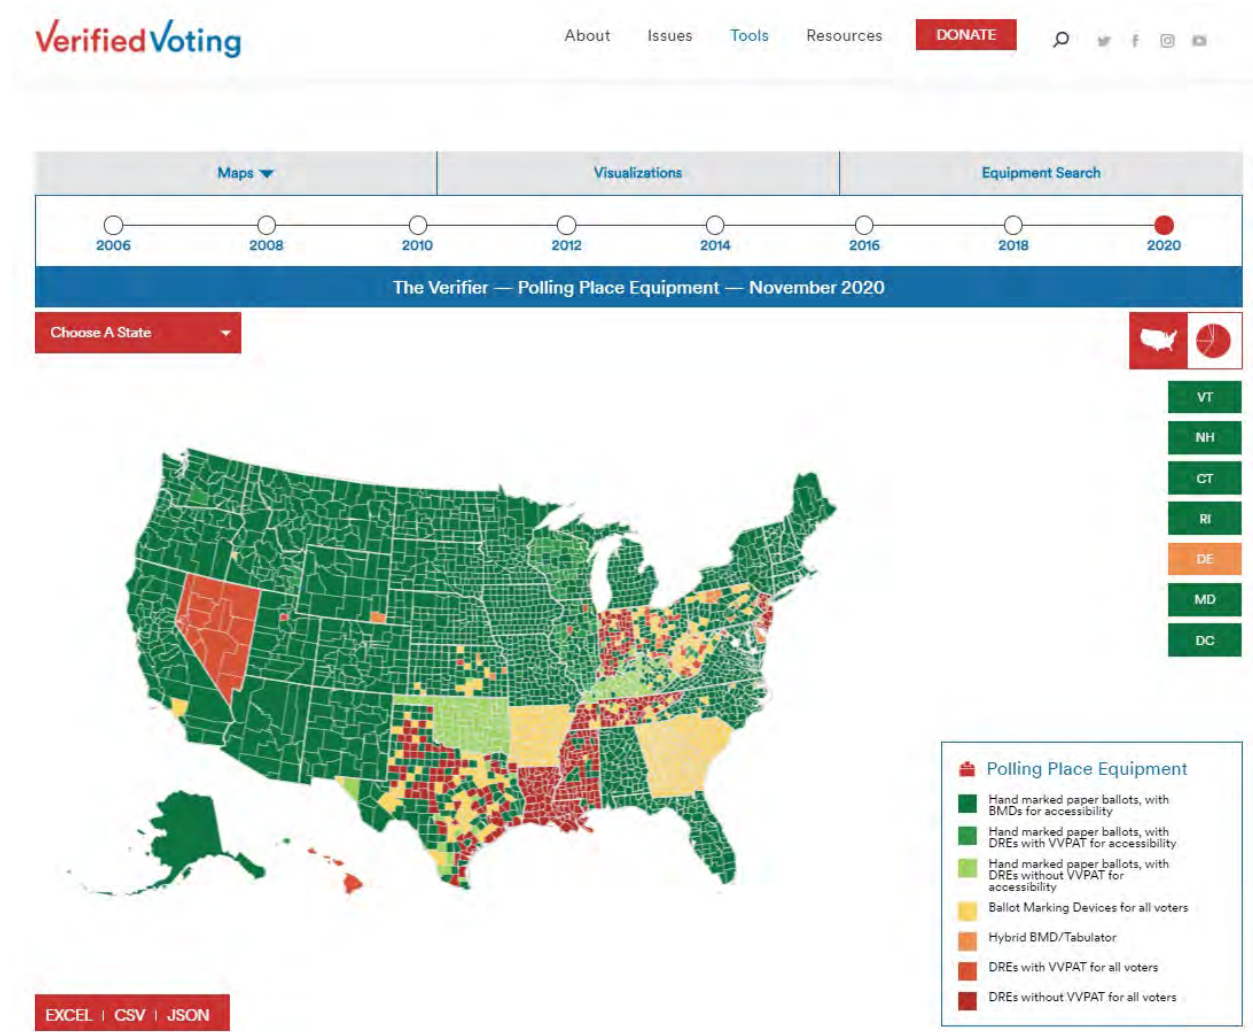 Verified Voting
About Issues Tools Resources DONATE
Maps Visualizations Equipment Search
2006 2008 2010 2012 2014 2016 2018 2020
The Verifier — Polling Place Equipment — November 2020
Choose A State
VT
NH
CT
RI
DE
MD
DC
Polling Place Equipment
Hand marked paper ballots, with
BMDs for accessibility
Hand marked paper ballots, with
DREs with VVPAT for accessibility
Hand marked paper ballots, with
DREs without VVPAT for
accessibility
Ballot Marking Devices for all voters
Hybrid BMD/Tabulator
DREs with VVPAT for all voters
DREs without VVPAT for all voters
EXCEL | CSV | JSON